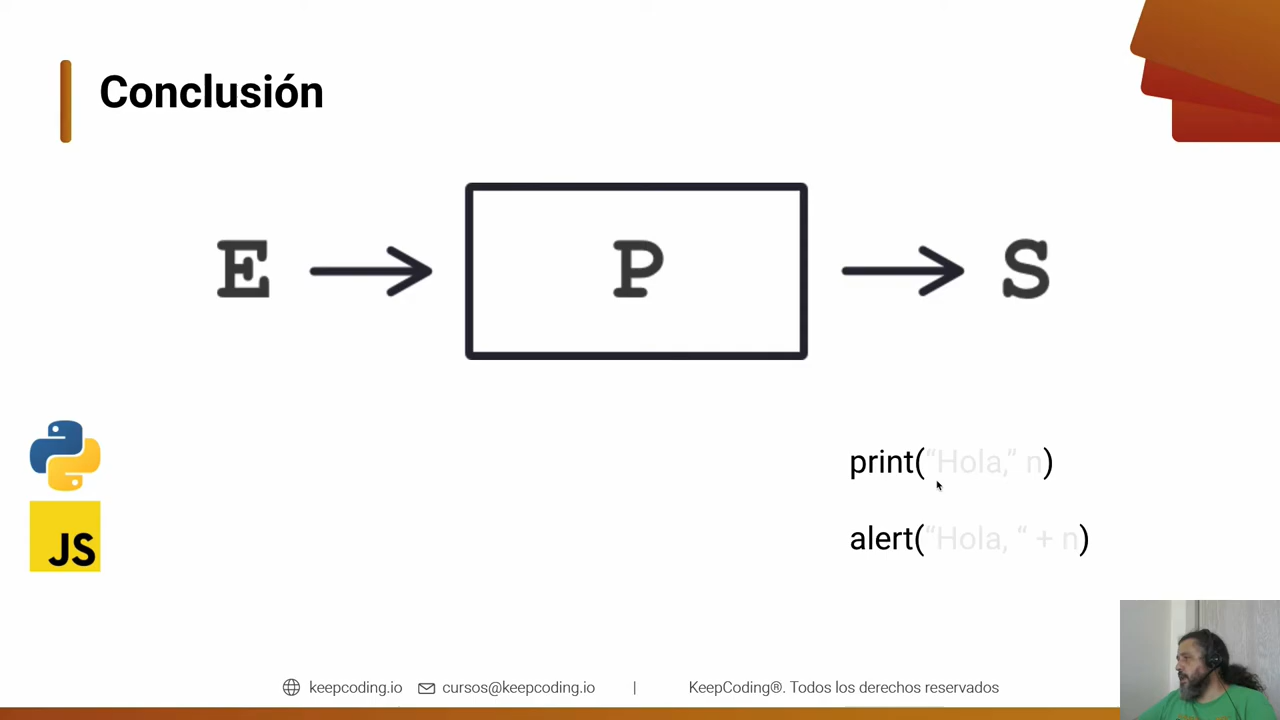 Conclusión
E P S
print(“Hola,” n)
JS
alert(“Hola, “ + n)
keepcoding.io cursos@keepcoding.io | KeepCoding®. Todos los derechos reservados